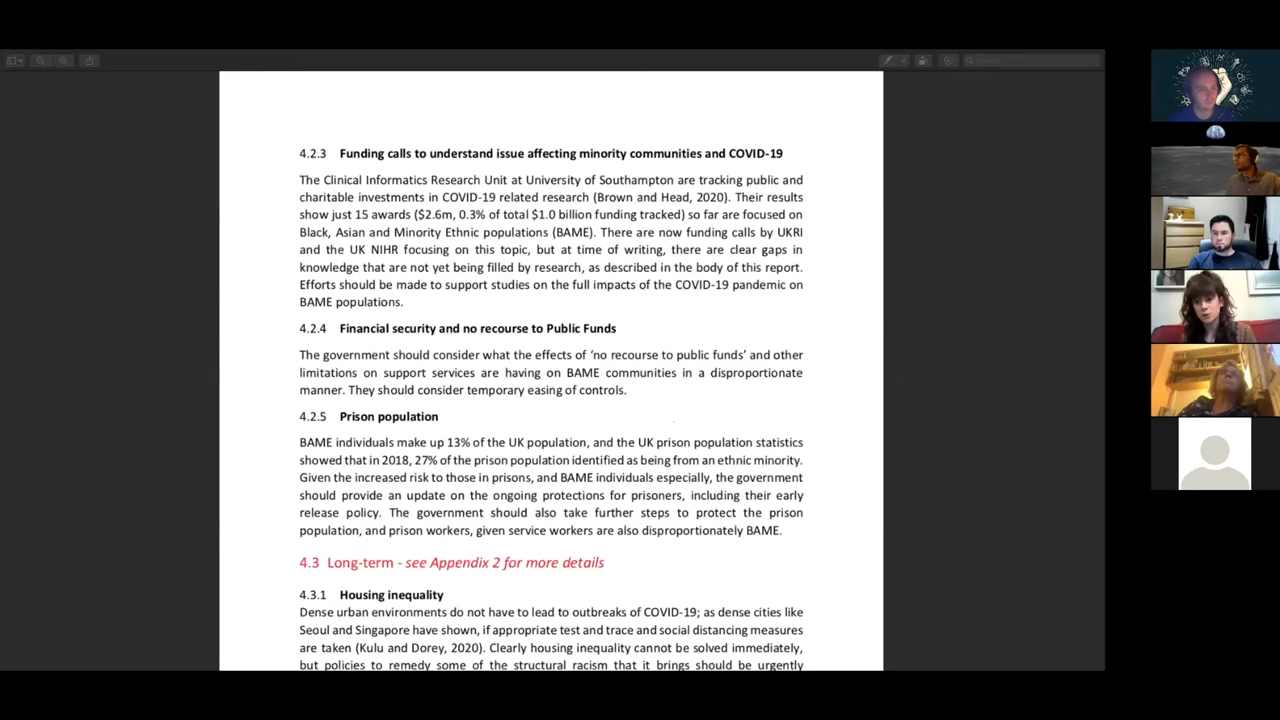 4.2.3 Funding calls to understand issue affecting minority communities and COVID-19
The Clinical Informatics Research Unit at University of Southampton are tracking public and
charitable investments in COVID-19 related research (Brown and Head, 2020). Their results
show just 15 awards ($2.6m, 0.3% of total $1.0 billion funding tracked) so far are focused on
Black, Asian and Minority Ethnic populations (BAME). There are now funding calls by UKRI
and the UK NIHR focusing on this topic, but at time of writing, there are clear gaps in
knowledge that are not yet being filled by research, as described in the body of this report.
Efforts should be made to support studies on the full impacts of the COVID-19 pandemic on
BAME populations.
4.2.4 Financial security and no recourse to Public Funds
The government should consider what the effects of ‘no recourse to public funds’ and other
limitations on support services are having on BAME communities in a disproportionate
manner. They should consider temporary easing of controls.
4.2.5 Prison population
BAME individuals make up 13% of the UK population, and the UK prison population statistics
showed that in 2018, 27% of the prison population identified as being from an ethnic minority.
Given the increased risk to those in prisons, and BAME individuals especially, the government
should provide an update on the ongoing protections for prisoners, including their early
release policy. The government should also take further steps to protect the prison
population, and prison workers, given service workers are also disproportionately BAME.
4.3 Long-term - see Appendix 2 for more details
4.3.1 Housing inequality
Dense urban environments do not have to lead to outbreaks of COVID-19; as dense cities like
Seoul and Singapore have shown, if appropriate test and trace and social distancing measures
are taken (Kulu and Dorey, 2020). Clearly housing inequality cannot be solved immediately,
but policies to remedy some of the structural racism that it brings should be urgently